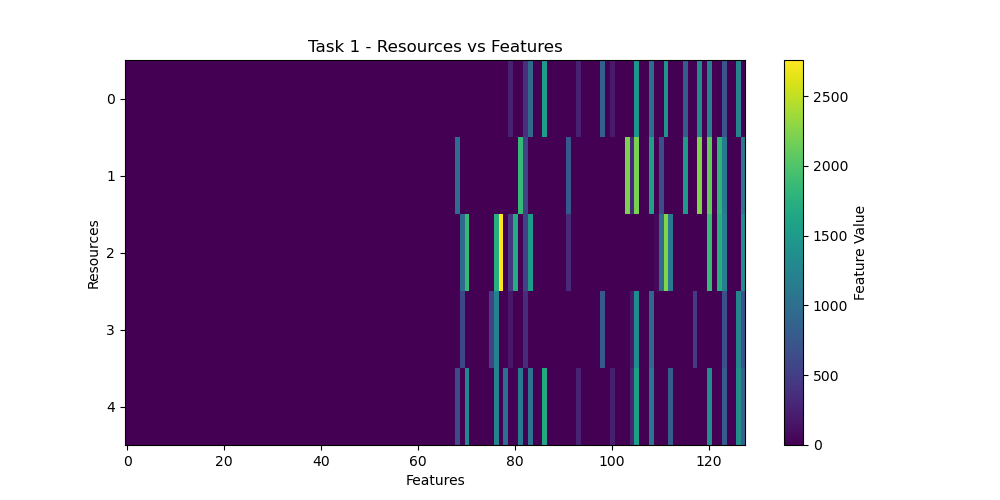 Task 1 - Resources vs Features
Resources
0
1
2
3
4
0 20 40 60 80 100 120
Features
2500
2000
1500
1000
500
0
Feature Value